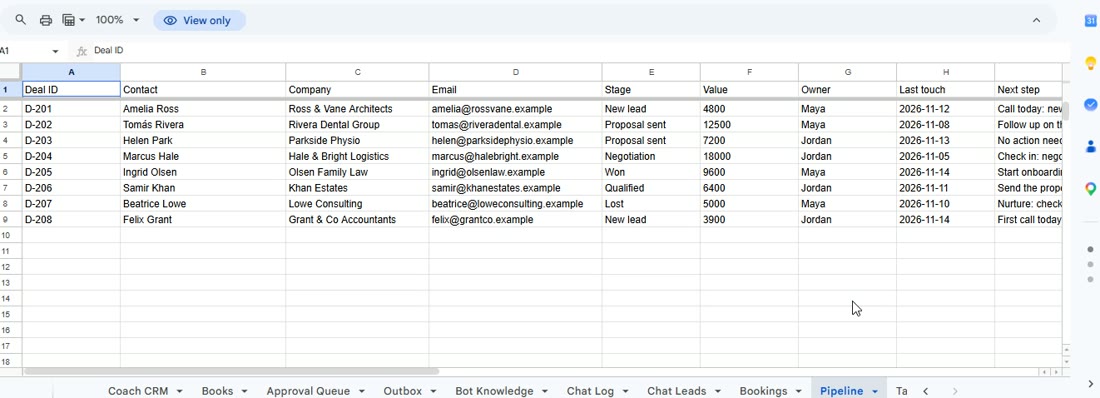 100% View only
A1 fx Deal ID
A B C D E F G H
1 Deal ID Contact Company Email Stage Value Owner Last touch Next step
2 D-201 Amelia Ross Ross & Vane Architects amelia@rossvane.example New lead 4800 Maya 2026-11-12 Call today: new
3 D-202 Tomás Rivera Rivera Dental Group tomas@riveradental.example Proposal sent 12500 Maya 2026-11-08 Follow up on
4 D-203 Helen Park Parkside Physio helen@parksidephysio.example Proposal sent 7200 Jordan 2026-11-13 No action
5 D-204 Marcus Hale Hale & Bright Logistics marcus@halebright.example Negotiation 18000 Jordan 2026-11-05 Check in:
6 D-205 Ingrid Olsen Olsen Family Law ingrid@olsenlaw.example Won 9600 Maya 2026-11-14 Start
7 D-206 Samir Khan Khan Estates samir@khanestates.example Qualified 6400 Jordan 2026-11-11 Send the
8 D-207 Beatrice Lowe Lowe Consulting beatrice@loweconsulting.example Lost 5000 Maya 2026-11-10 Nurture: check
9 D-208 Felix Grant Grant & Co Accountants felix@grantco.example New lead 3900 Jordan 2026-11-14 First call today
10
11
12
13
14
15
16
17
18
Coach CRM Books Approval Queue Outbox Bot Knowledge Chat Log Chat Leads Bookings Pipeline Ta
31